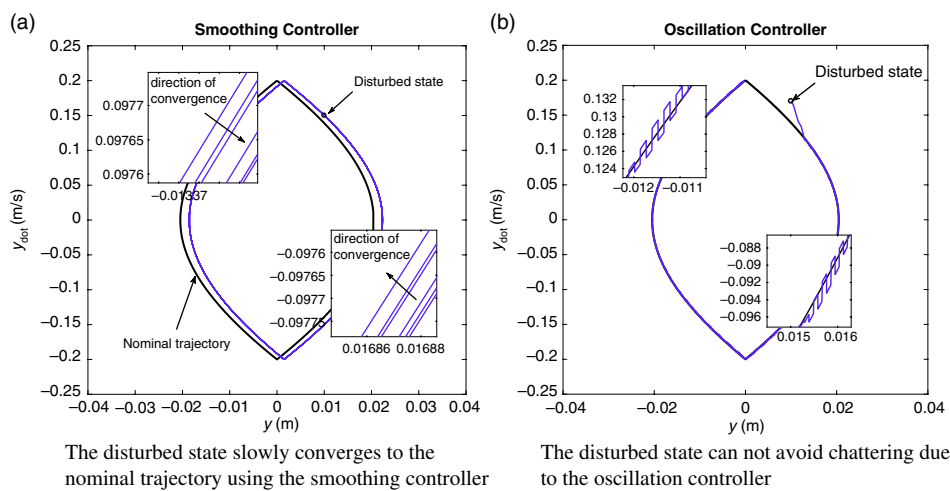 (a)
Smoothing Controller
0.25
0.2
0.15
0.1
0.05
0
−0.05
−0.1
−0.15
−0.2
−0.25
y_dot (m/s)
direction of
convergence
0.0977
0.09765
0.0976
−0.01337
Disturbed state
direction of
convergence
−0.0976
−0.09765
−0.0977
−0.09775
0.01686 0.01688
Nominal trajectory
−0.04 −0.03 −0.02 −0.01 0 0.01 0.02 0.03 0.04
y (m)
The disturbed state slowly converges to the
nominal trajectory using the smoothing controller
(b)
Oscillation Controller
0.25
0.2
0.15
0.1
0.05
0
−0.05
−0.1
−0.15
−0.2
−0.25
y_dot (m/s)
Disturbed state
0.132
0.13
0.128
0.126
0.124
−0.012 −0.011
−0.088
−0.09
−0.092
−0.094
−0.096
0.015 0.016
−0.04 −0.02 0 0.02 0.04
y (m)
The disturbed state can not avoid chattering due
to the oscillation controller